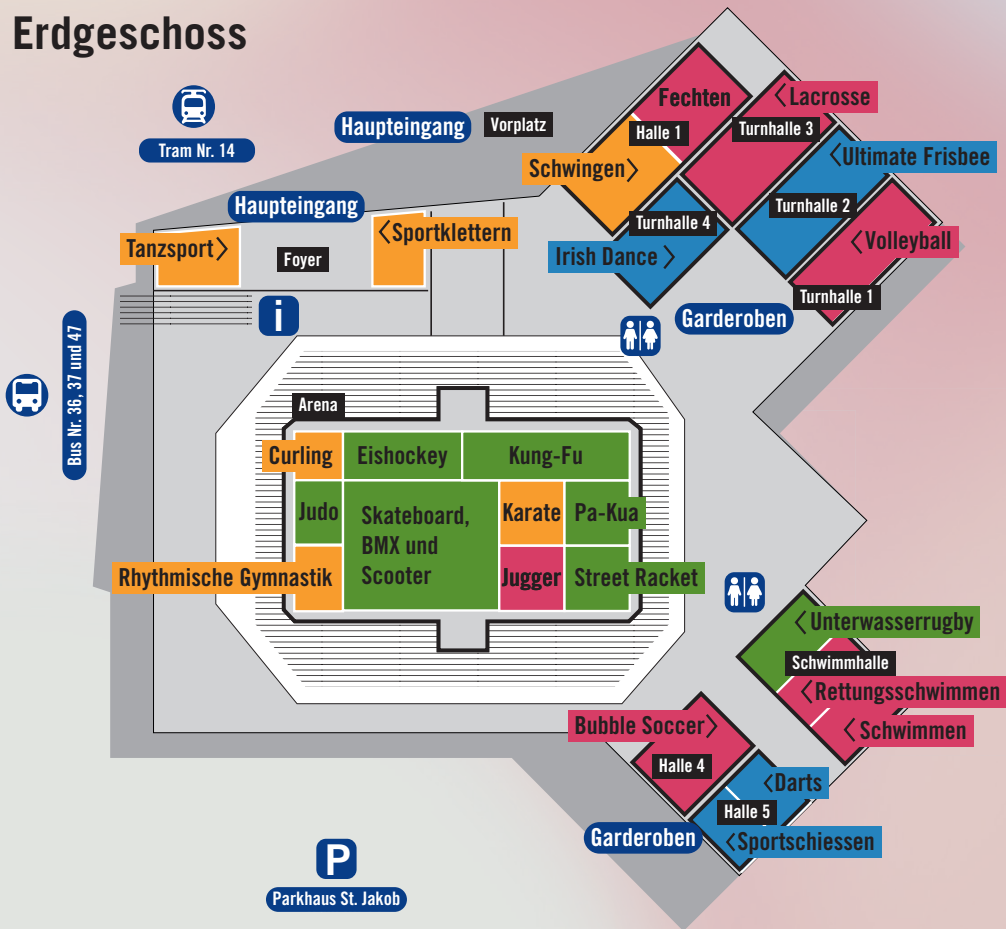 Erdgeschoss
Tram Nr. 14
Haupteingang
Vorplatz
Haupteingang
Tanzsport
Foyer
Sportklettern
i
Bus Nr. 36, 37 und 47
Fechten
Halle 1
Schwingen
Lacrosse
Turnhalle 3
Ultimate Frisbee
Turnhalle 2
Turnhalle 4
Irish Dance
Volleyball
Turnhalle 1
Garderoben
Arena
Curling
Eishockey
Kung-Fu
Judo
Skateboard,
BMX und
Scooter
Karate
Pa-Kua
Rhythmische Gymnastik
Jugger
Street Racket
Unterwasserrugby
Schwimmhalle
Rettungsschwimmen
Schwimmen
Bubble Soccer
Halle 4
Darts
Halle 5
Sportschiessen
Garderoben
P
Parkhaus St. Jakob